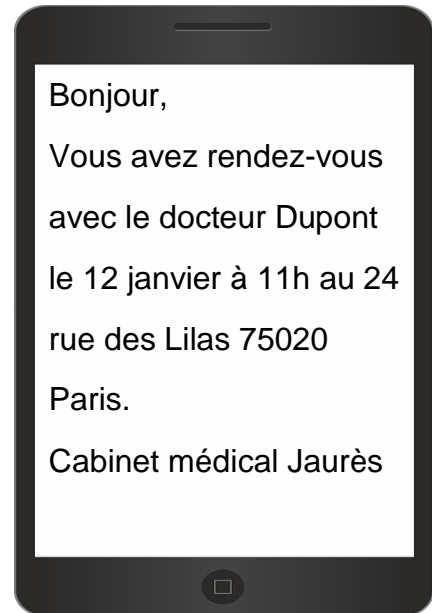 Bonjour,
Vous avez rendez-vous
avec le docteur Dupont
le 12 janvier à 11h au 24
rue des Lilas 75020
Paris.
Cabinet médical Jaurès